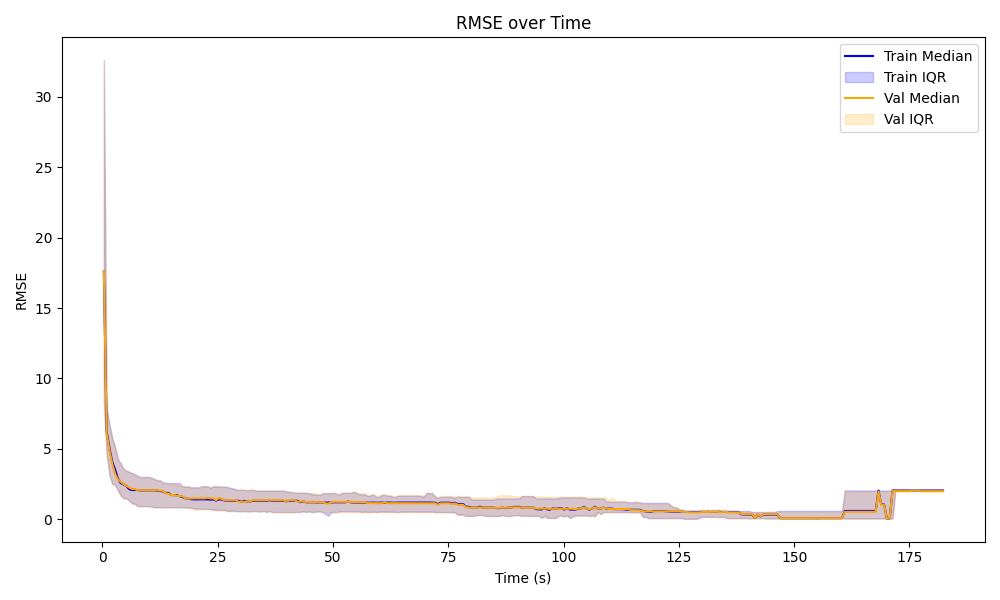 RMSE over Time
Train Median
Train IQR
Val Median
Val IQR
RMSE
30
25
20
15
10
5
0
0 25 50 75 100 125 150 175
Time (s)